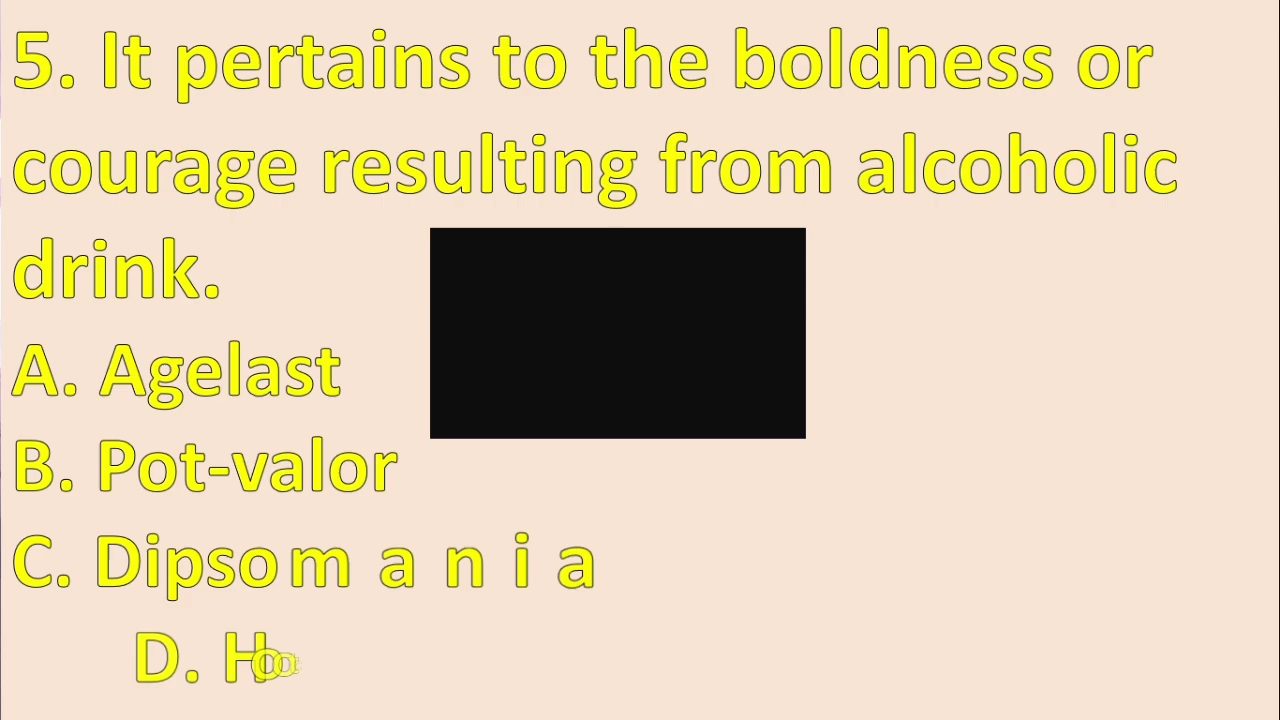 5. It pertains to the boldness or
courage resulting from alcoholic
drink.
A. Agelast
B. Pot-valor
C. Dipsomania
D.